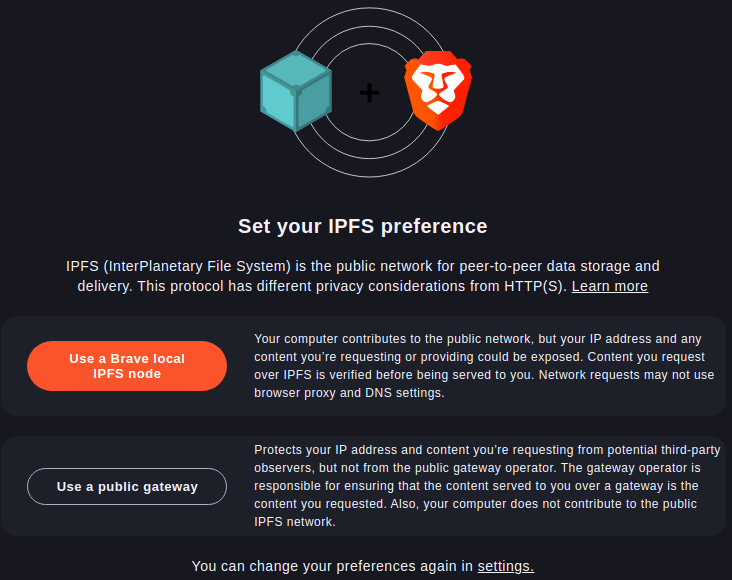 Set your IPFS preference
IPFS (InterPlanetary File System) is the public network for peer-to-peer data storage and
delivery. This protocol has different privacy considerations from HTTP(S). Learn more
Use a Brave local
IPFS node
Your computer contributes to the public network, but your IP address and any
content you’re requesting or providing could be exposed. Content you request
over IPFS is verified before being served to you. Network requests may not use
browser proxy and DNS settings.
Use a public gateway
Protects your IP address and content you’re requesting from potential third-party
observers, but not from the public gateway operator. The gateway operator is
responsible for ensuring that the content served to you over a gateway is the
content you requested. Also, your computer does not contribute to the public
IPFS network.
You can change your preferences again in settings.